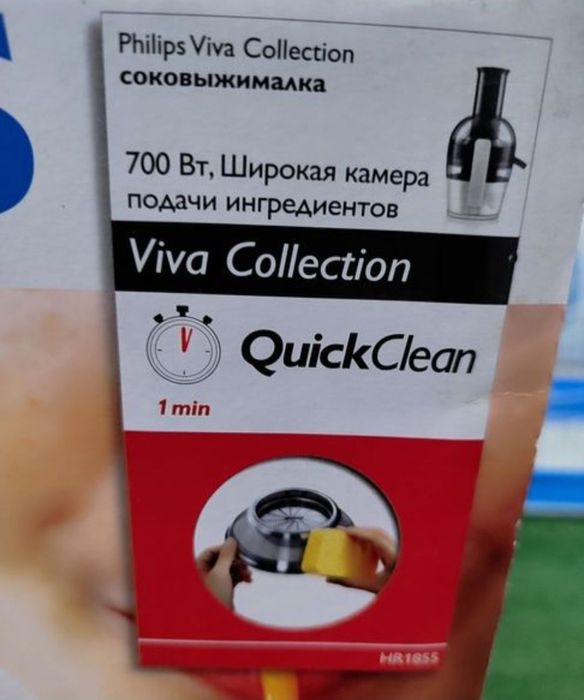 Philips Viva Collection
соковыжималка
700 Вт, Широкая камера
подачи ингредиентов
Viva Collection
V
QuickClean
1 min
HR1855